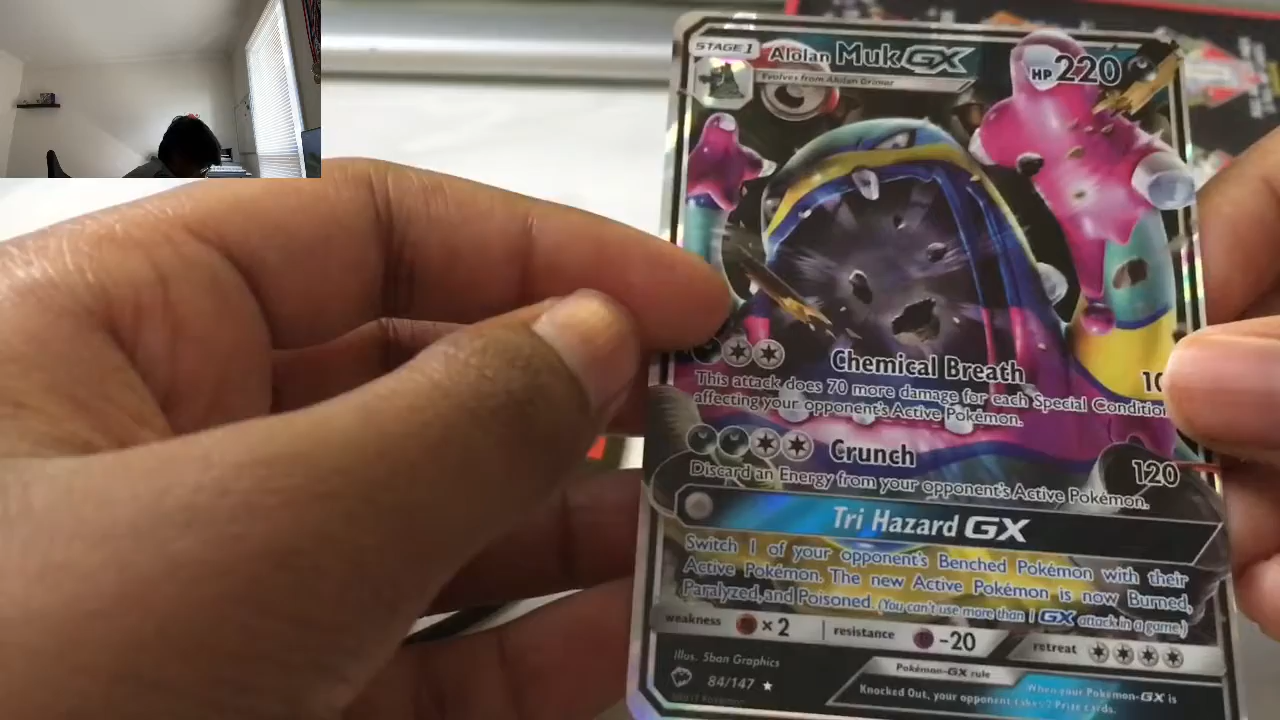 STAGE 1 Alolan Muk GX HP 220
Evolves from Alolan Grimer
Chemical Breath 10
This attack does 70 more damage for each Special Condition
affecting your opponent's Active Pokémon.
Crunch 120
Discard an Energy from your opponent's Active Pokémon.
Tri Hazard GX
Switch 1 of your opponent's Benched Pokémon with their
Active Pokémon. The new Active Pokémon is now Burned,
Paralyzed, and Poisoned. (You can't use more than 1 GX attack in a game.)
weakness ×2 resistance -20 retreat
Illus. 5ban Graphics
84/147
Pokémon-GX rule
When your Pokémon-GX is
Knocked Out, your opponent takes 2 Prize cards.